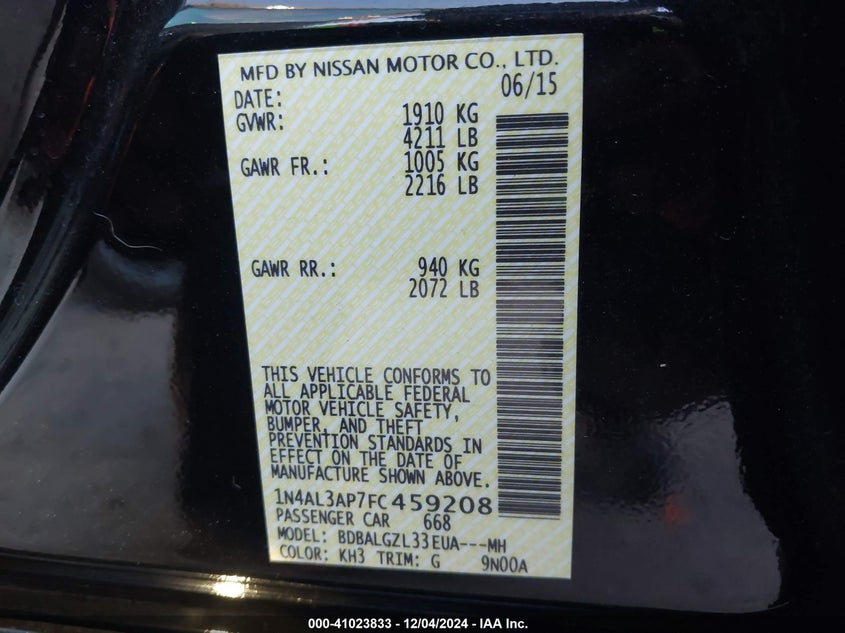 MFD BY NISSAN MOTOR CO., LTD.
DATE: 06/15
GVWR: 1910 KG
4211 LB
GAWR FR.: 1005 KG
2216 LB
GAWR RR.: 940 KG
2072 LB
THIS VEHICLE CONFORMS TO
ALL APPLICABLE FEDERAL
MOTOR VEHICLE SAFETY,
BUMPER, AND THEFT
PREVENTION STANDARDS IN
EFFECT ON THE DATE OF
MANUFACTURE SHOWN ABOVE.
1N4AL3AP7FC459208
PASSENGER CAR 668
MODEL: BDBALGZL33EUA---MH
COLOR: KH3 TRIM: G 9N00A
000-41023833 - 12/04/2024 - IAA Inc.